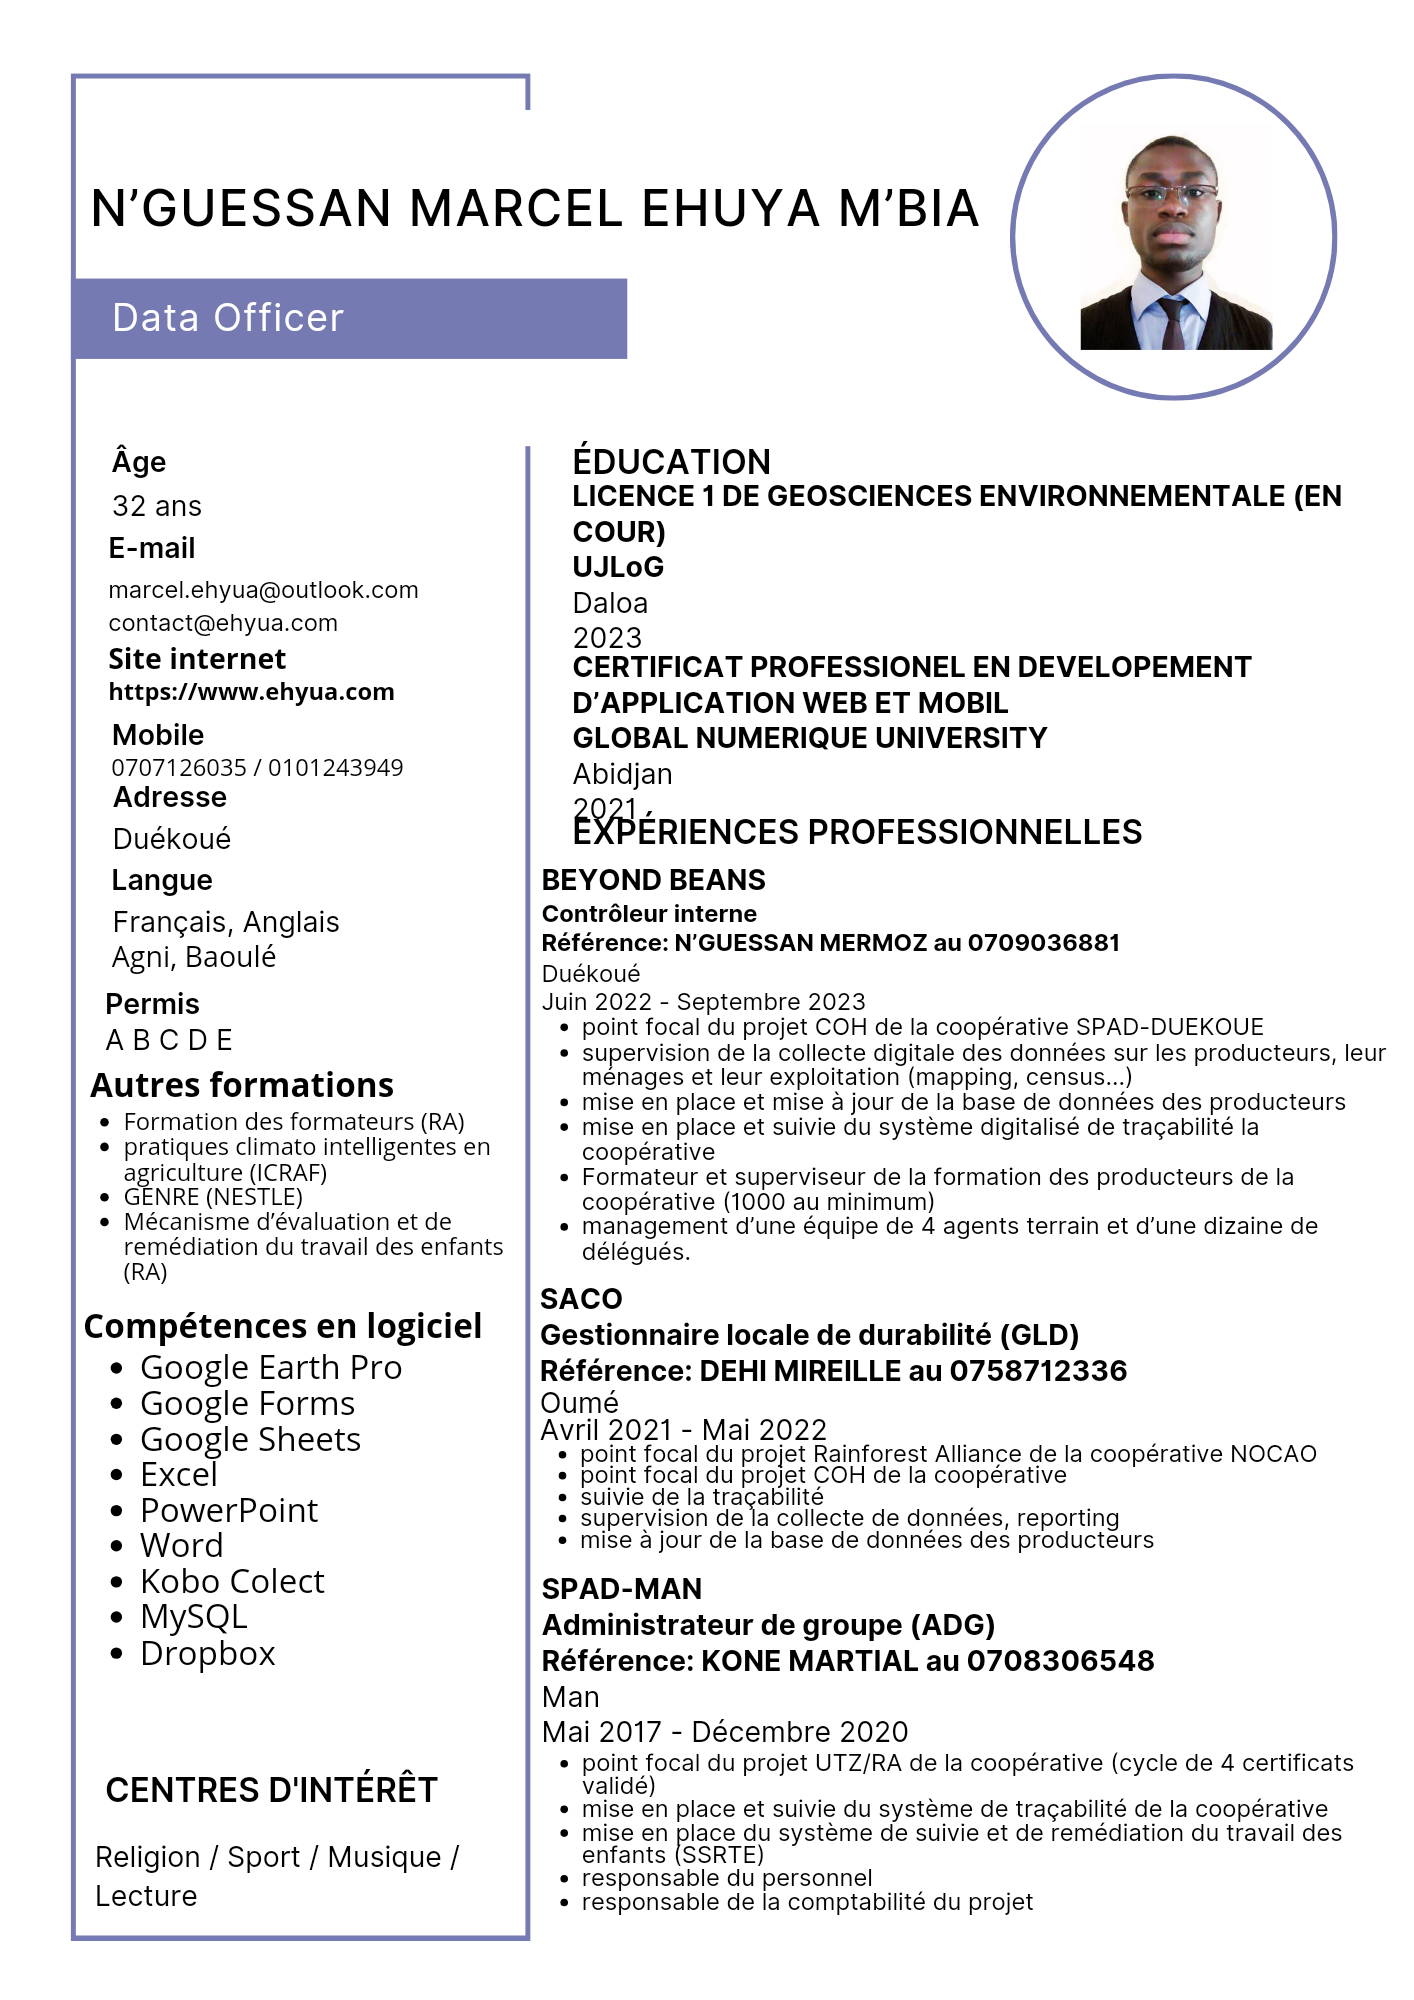 N’GUESSAN MARCEL EHUYA M’BIA
Data Officer
Âge
32 ans
E-mail
marcel.ehyua@outlook.com
contact@ehyua.com
Site internet
https://www.ehyua.com
Mobile
0707126035 / 0101243949
Adresse
Duékoué
Langue
Français, Anglais
Agni, Baoulé
Permis
A B C D E
Autres formations
• Formation des formateurs (RA)
• pratiques climato intelligentes en
agriculture (ICRAF)
• GENRE (NESTLE)
• Mécanisme d’évaluation et de
remédiation du travail des enfants
(RA)
Compétences en logiciel
• Google Earth Pro
• Google Forms
• Google Sheets
• Excel
• PowerPoint
• Word
• Kobo Colect
• MySQL
• Dropbox
CENTRES D'INTÉRÊT
Religion / Sport / Musique /
Lecture
ÉDUCATION
LICENCE 1 DE GEOSCIENCES ENVIRONNEMENTALE (EN
COUR)
UJLoG
Daloa
2023
CERTIFICAT PROFESSIONEL EN DEVELOPEMENT
D’APPLICATION WEB ET MOBIL
GLOBAL NUMERIQUE UNIVERSITY
Abidjan
2021
EXPÉRIENCES PROFESSIONNELLES
BEYOND BEANS
Contrôleur interne
Référence: N’GUESSAN MERMOZ au 0709036881
Duékoué
Juin 2022 - Septembre 2023
• point focal du projet COH de la coopérative SPAD-DUEKOUE
• supervision de la collecte digitale des données sur les producteurs, leur
ménages et leur exploitation (mapping, census...)
• mise en place et mise à jour de la base de données des producteurs
• mise en place et suivie du système digitalisé de traçabilité la
coopérative
• Formateur et superviseur de la formation des producteurs de la
coopérative (1000 au minimum)
• management d’une équipe de 4 agents terrain et d’une dizaine de
délégués.
SACO
Gestionnaire locale de durabilité (GLD)
Référence: DEHI MIREILLE au 0758712336
Oumé
Avril 2021 - Mai 2022
• point focal du projet Rainforest Alliance de la coopérative NOCAO
• point focal du projet COH de la coopérative
• suivie de la traçabilité
• supervision de la collecte de données, reporting
• mise à jour de la base de données des producteurs
SPAD-MAN
Administrateur de groupe (ADG)
Référence: KONE MARTIAL au 0708306548
Man
Mai 2017 - Décembre 2020
• point focal du projet UTZ/RA de la coopérative (cycle de 4 certificats
validé)
• mise en place et suivie du système de traçabilité de la coopérative
• mise en place du système de suivie et de remédiation du travail des
enfants (SSRTE)
• responsable du personnel
• responsable de la comptabilité du projet